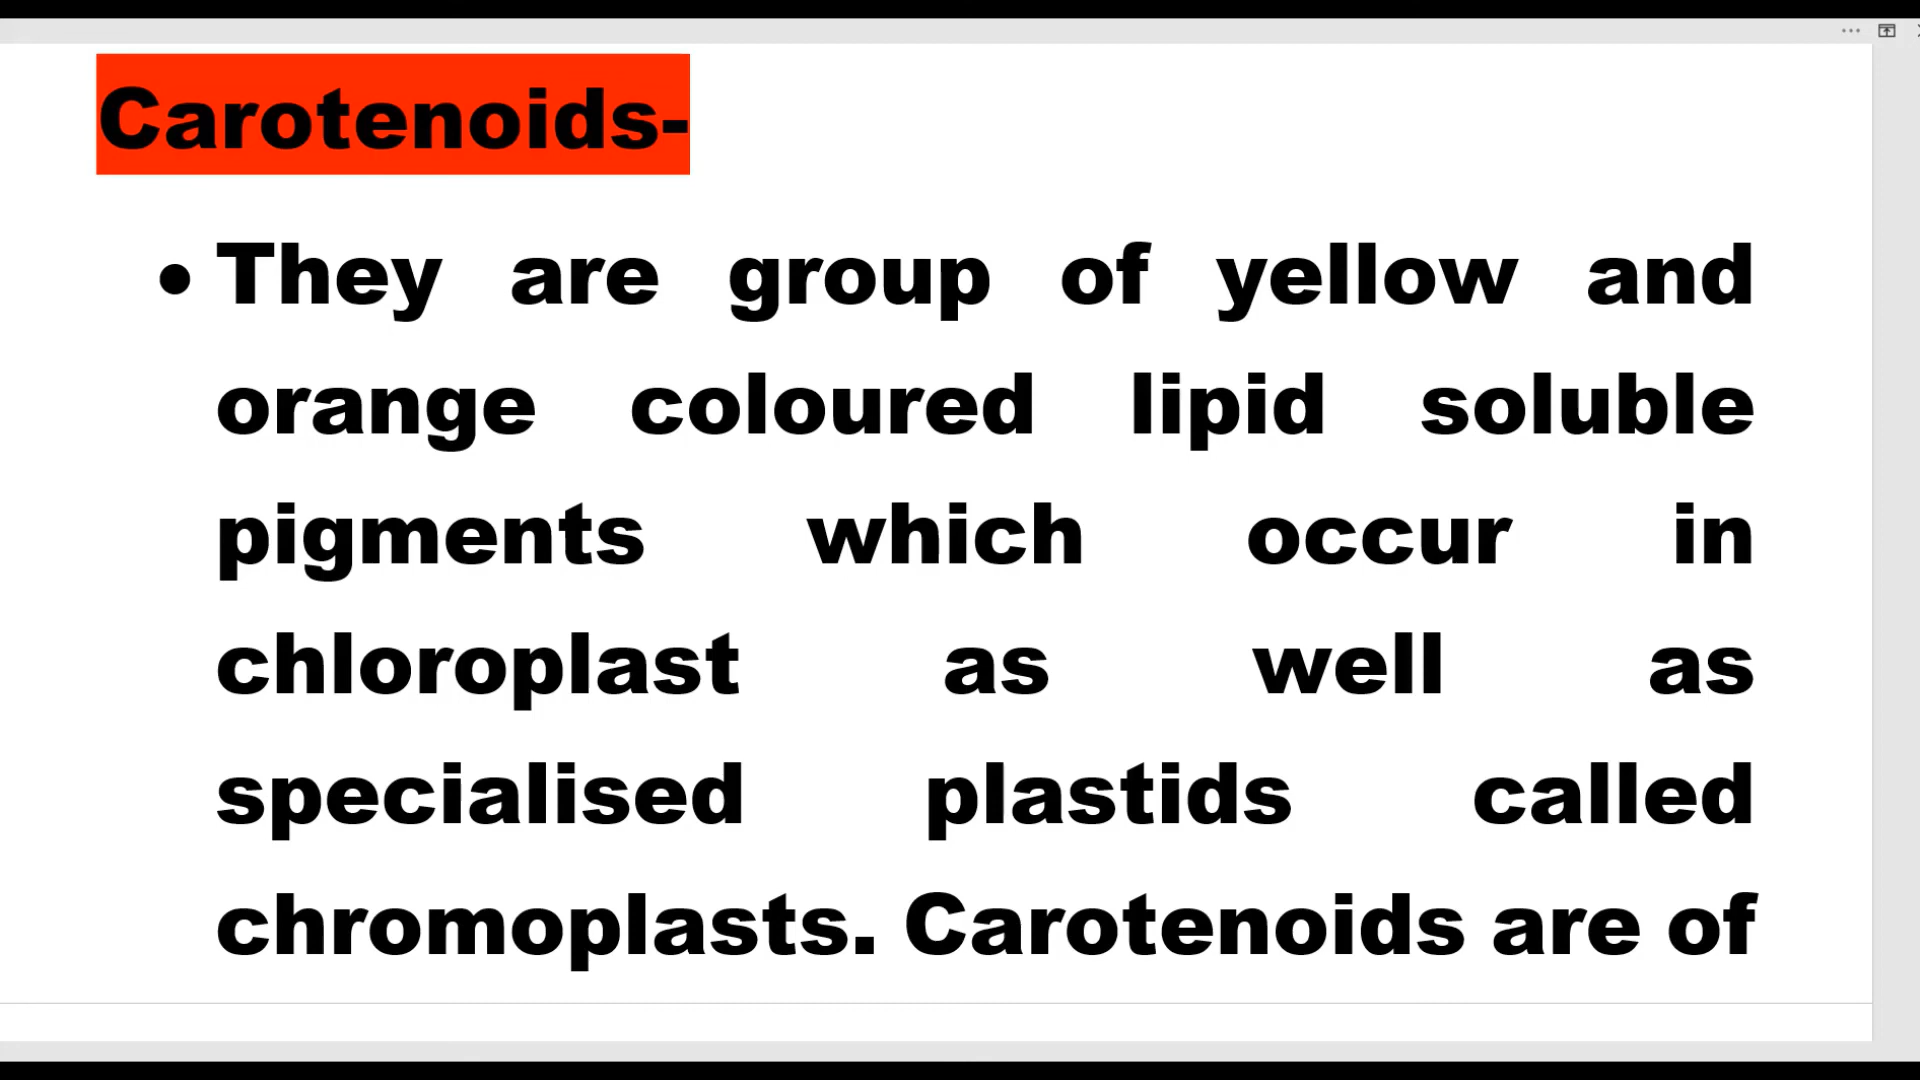 Carotenoids-
• They are group of yellow and
orange coloured lipid soluble
pigments which occur in
chloroplast as well as
specialised plastids called
chromoplasts. Carotenoids are of